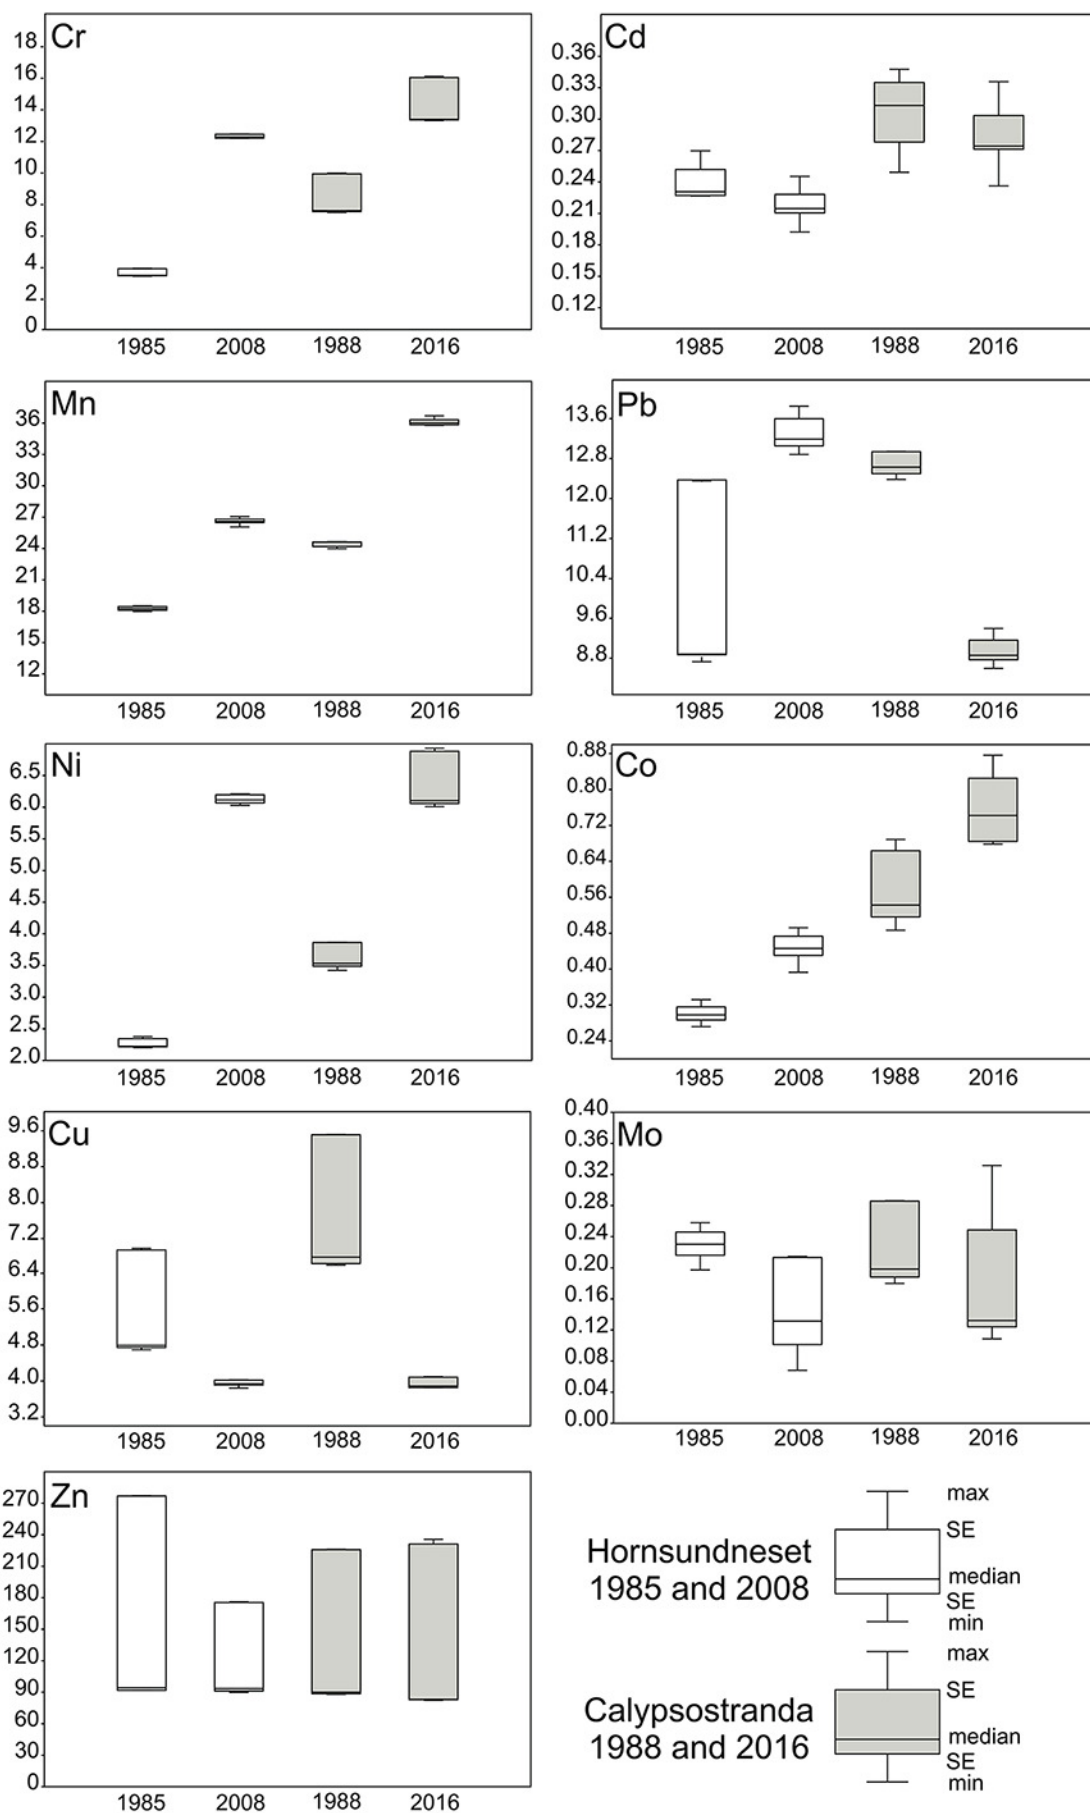 Cr
18
16
14
12
10
8
6
4
2
0
1985 2008 1988 2016
Cd
0.36
0.33
0.30
0.27
0.24
0.21
0.18
0.15
0.12
1985 2008 1988 2016
Mn
36
33
30
27
24
21
18
15
12
1985 2008 1988 2016
Pb
13.6
12.8
12.0
11.2
10.4
9.6
8.8
1985 2008 1988 2016
Ni
6.5
6.0
5.5
5.0
4.5
4.0
3.5
3.0
2.5
2.0
1985 2008 1988 2016
Co
0.88
0.80
0.72
0.64
0.56
0.48
0.40
0.32
0.24
1985 2008 1988 2016
Cu
9.6
8.8
8.0
7.2
6.4
5.6
4.8
4.0
3.2
1985 2008 1988 2016
Mo
0.40
0.36
0.32
0.28
0.24
0.20
0.16
0.12
0.08
0.04
0.00
1985 2008 1988 2016
Zn
270
240
210
180
150
120
90
60
30
0
1985 2008 1988 2016
Hornsundneset
1985 and 2008
max
SE
median
SE
min
Calypsostranda
1988 and 2016
max
SE
median
SE
min